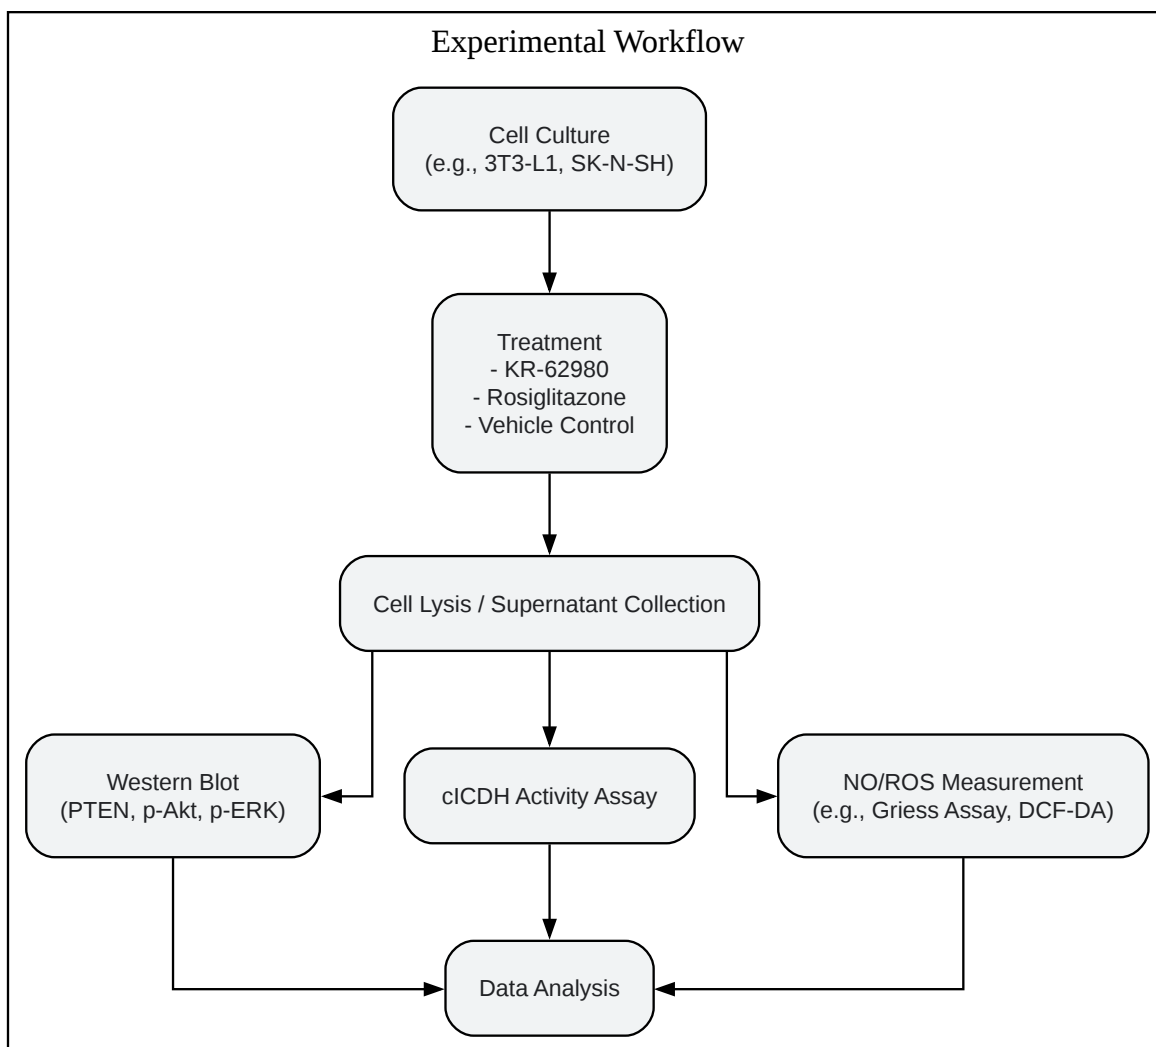 Experimental Workflow
Cell Culture
(e.g., 3T3-L1, SK-N-SH)
Treatment
- KR-62980
- Rosiglitazone
- Vehicle Control
Cell Lysis / Supernatant Collection
Western Blot
(PTEN, p-Akt, p-ERK)
cICDH Activity Assay
NO/ROS Measurement
(e.g., Griess Assay, DCF-DA)
Data Analysis